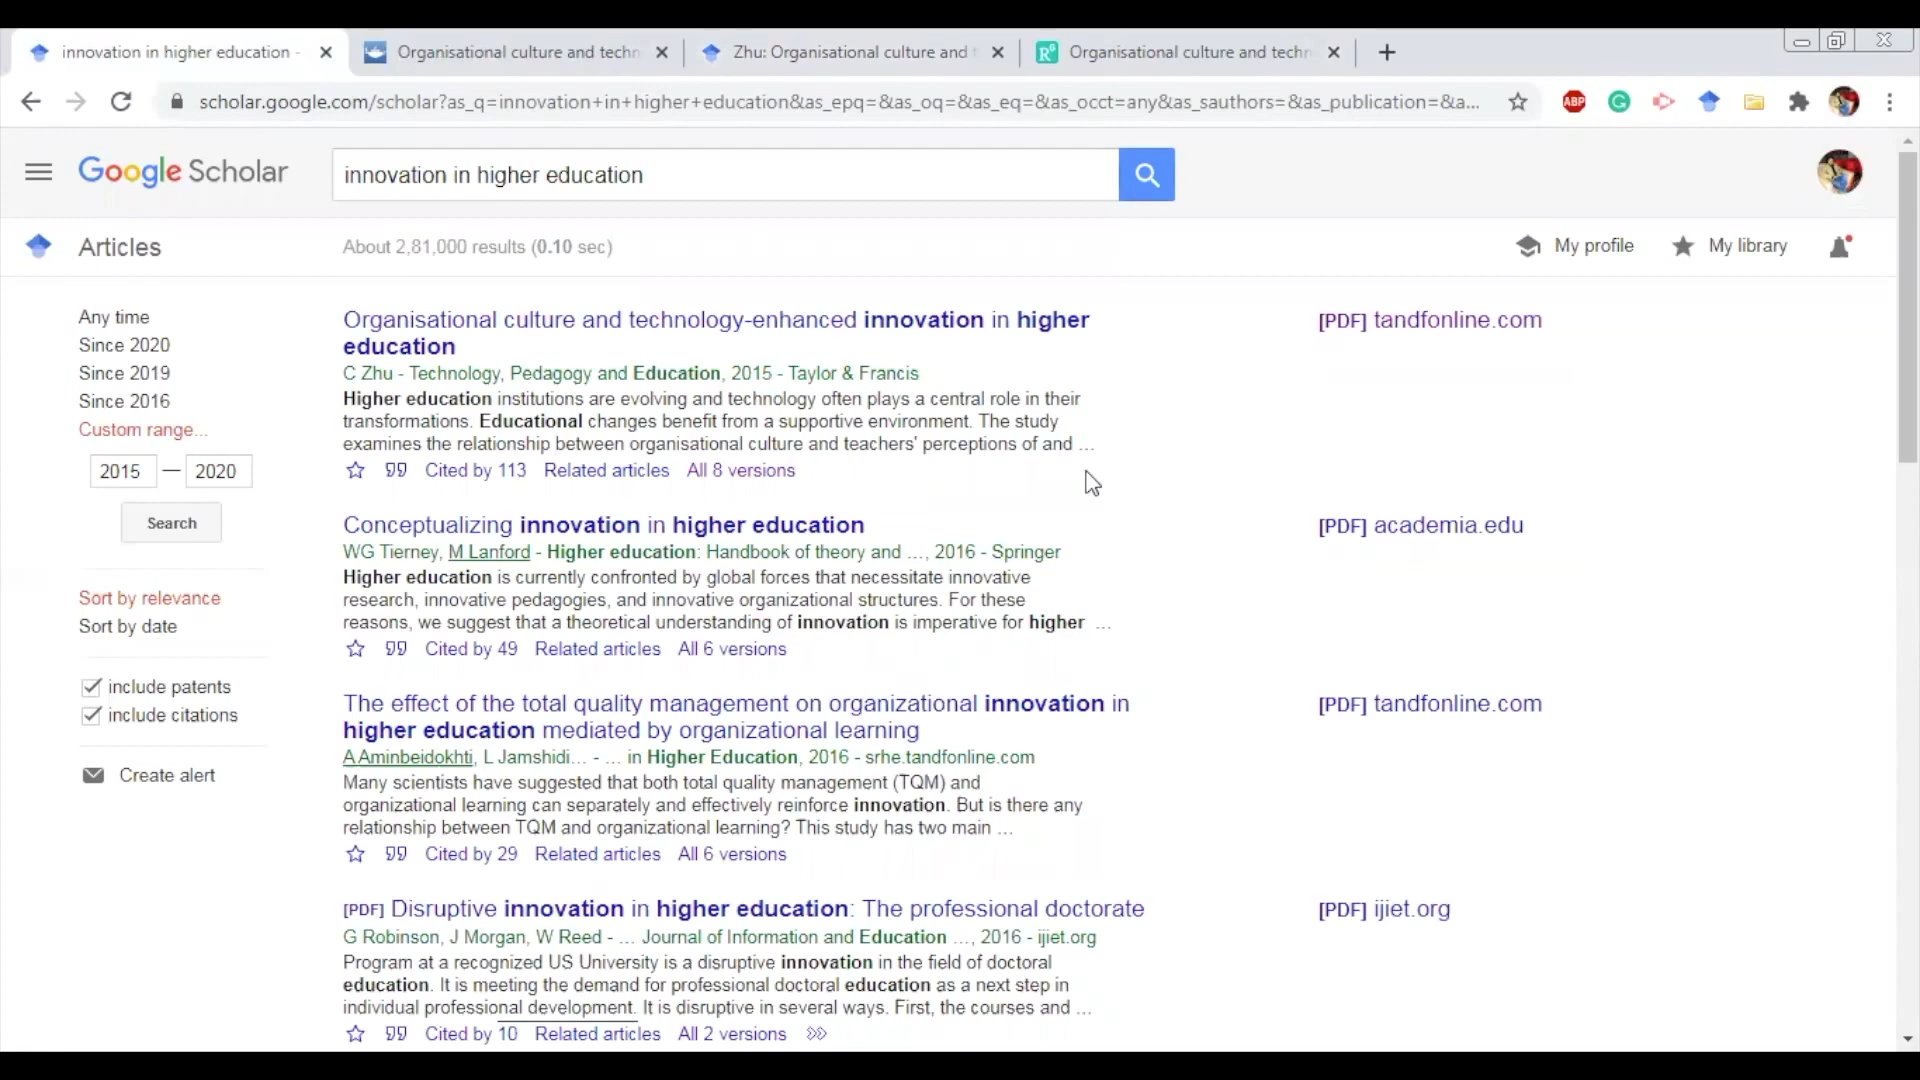 innovation in higher education -
Organisational culture and techn
Zhu: Organisational culture and t
Organisational culture and techn
scholar.google.com/scholar?as_q=innovation+in+higher+education&as_epq=&as_oq=&as_eq=&as_occt=any&as_sauthors=&as_publication=&a...
ABP
Google Scholar
innovation in higher education
Articles
About 2,81,000 results (0.10 sec)
My profile
My library
Any time
Since 2020
Since 2019
Since 2016
Custom range...
2015 — 2020
Search
Sort by relevance
Sort by date
include patents
include citations
Create alert
Organisational culture and technology-enhanced innovation in higher
education
C Zhu - Technology, Pedagogy and Education, 2015 - Taylor & Francis
Higher education institutions are evolving and technology often plays a central role in their
transformations. Educational changes benefit from a supportive environment. The study
examines the relationship between organisational culture and teachers' perceptions of and ...
Cited by 113 Related articles All 8 versions
[PDF] tandfonline.com
Conceptualizing innovation in higher education
WG Tierney, M Lanford - Higher education: Handbook of theory and ..., 2016 - Springer
Higher education is currently confronted by global forces that necessitate innovative
research, innovative pedagogies, and innovative organizational structures. For these
reasons, we suggest that a theoretical understanding of innovation is imperative for higher ...
Cited by 49 Related articles All 6 versions
[PDF] academia.edu
The effect of the total quality management on organizational innovation in
higher education mediated by organizational learning
A Aminbeidokhti, L Jamshidi... - ... in Higher Education, 2016 - srhe.tandfonline.com
Many scientists have suggested that both total quality management (TQM) and
organizational learning can separately and effectively reinforce innovation. But is there any
relationship between TQM and organizational learning? This study has two main ...
Cited by 29 Related articles All 6 versions
[PDF] tandfonline.com
[PDF] Disruptive innovation in higher education: The professional doctorate
G Robinson, J Morgan, W Reed - ... Journal of Information and Education ..., 2016 - ijiet.org
Program at a recognized US University is a disruptive innovation in the field of doctoral
education. It is meeting the demand for professional doctoral education as a next step in
individual professional development. It is disruptive in several ways. First, the courses and ...
Cited by 10 Related articles All 2 versions
[PDF] ijiet.org